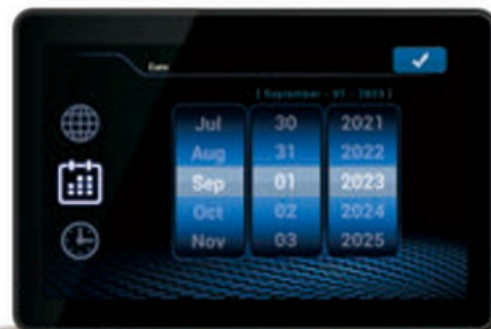 Date
[ September - 01 - 2023 ]
Jul 30 2021
Aug 31 2022
Sep 01 2023
Oct 02 2024
Nov 03 2025